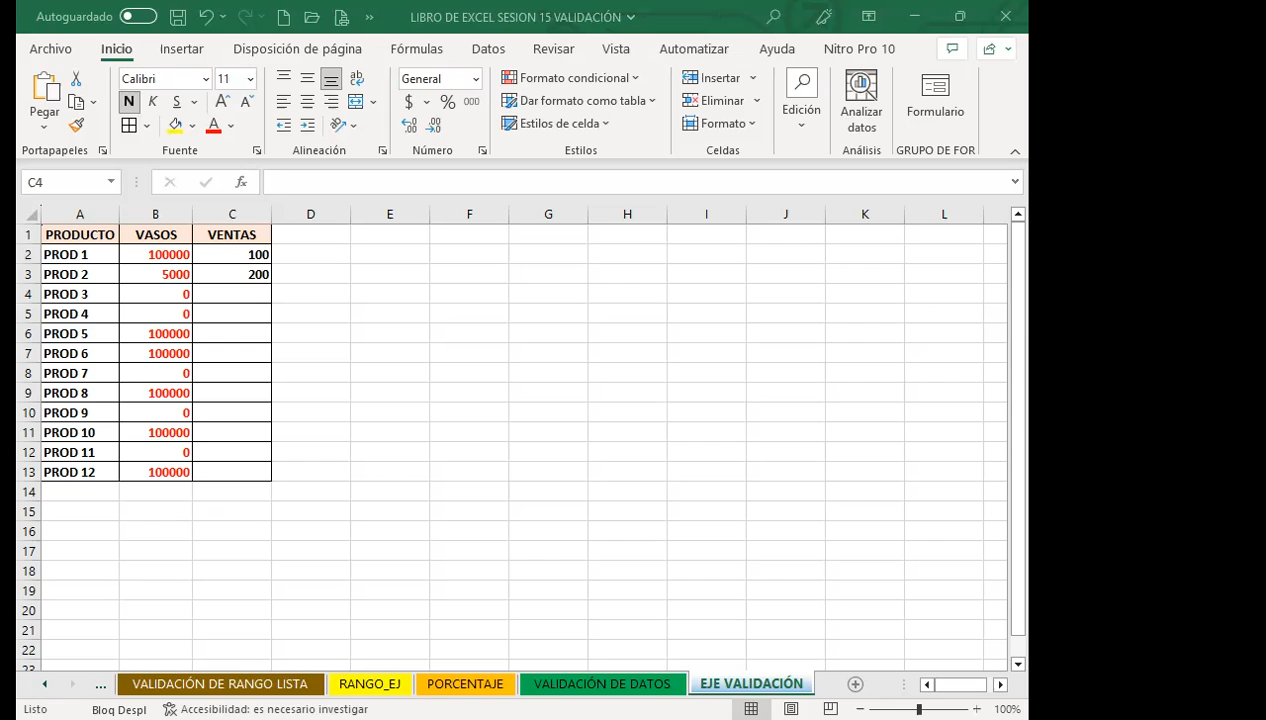 Autoguardado LIBRO DE EXCEL SESION 15 VALIDACIÓN
Archivo Inicio Insertar Disposición de página Fórmulas Datos Revisar Vista Automatizar Ayuda Nitro Pro 10
Pegar
Portapapeles
Calibri 11
N K S A A
A
Fuente
ab
Alineación
General
$ % 000
Número
Formato condicional
Dar formato como tabla
Estilos de celda
Estilos
Insertar
Eliminar
Formato
Celdas
Edición
Analizar
datos
Análisis
Formulario
GRUPO DE FOR
C4 fx
A B C D E F G H I J K L
1 PRODUCTO VASOS VENTAS
2 PROD 1 100000 100
3 PROD 2 5000 200
4 PROD 3 0
5 PROD 4 0
6 PROD 5 100000
7 PROD 6 100000
8 PROD 7 0
9 PROD 8 100000
10 PROD 9 0
11 PROD 10 100000
12 PROD 11 0
13 PROD 12 100000
14
15
16
17
18
19
20
21
22
23
... VALIDACIÓN DE RANGO LISTA RANGO_EJ PORCENTAJE VALIDACIÓN DE DATOS EJE VALIDACIÓN
Listo Bloq Despl Accesibilidad: es necesario investigar 100%